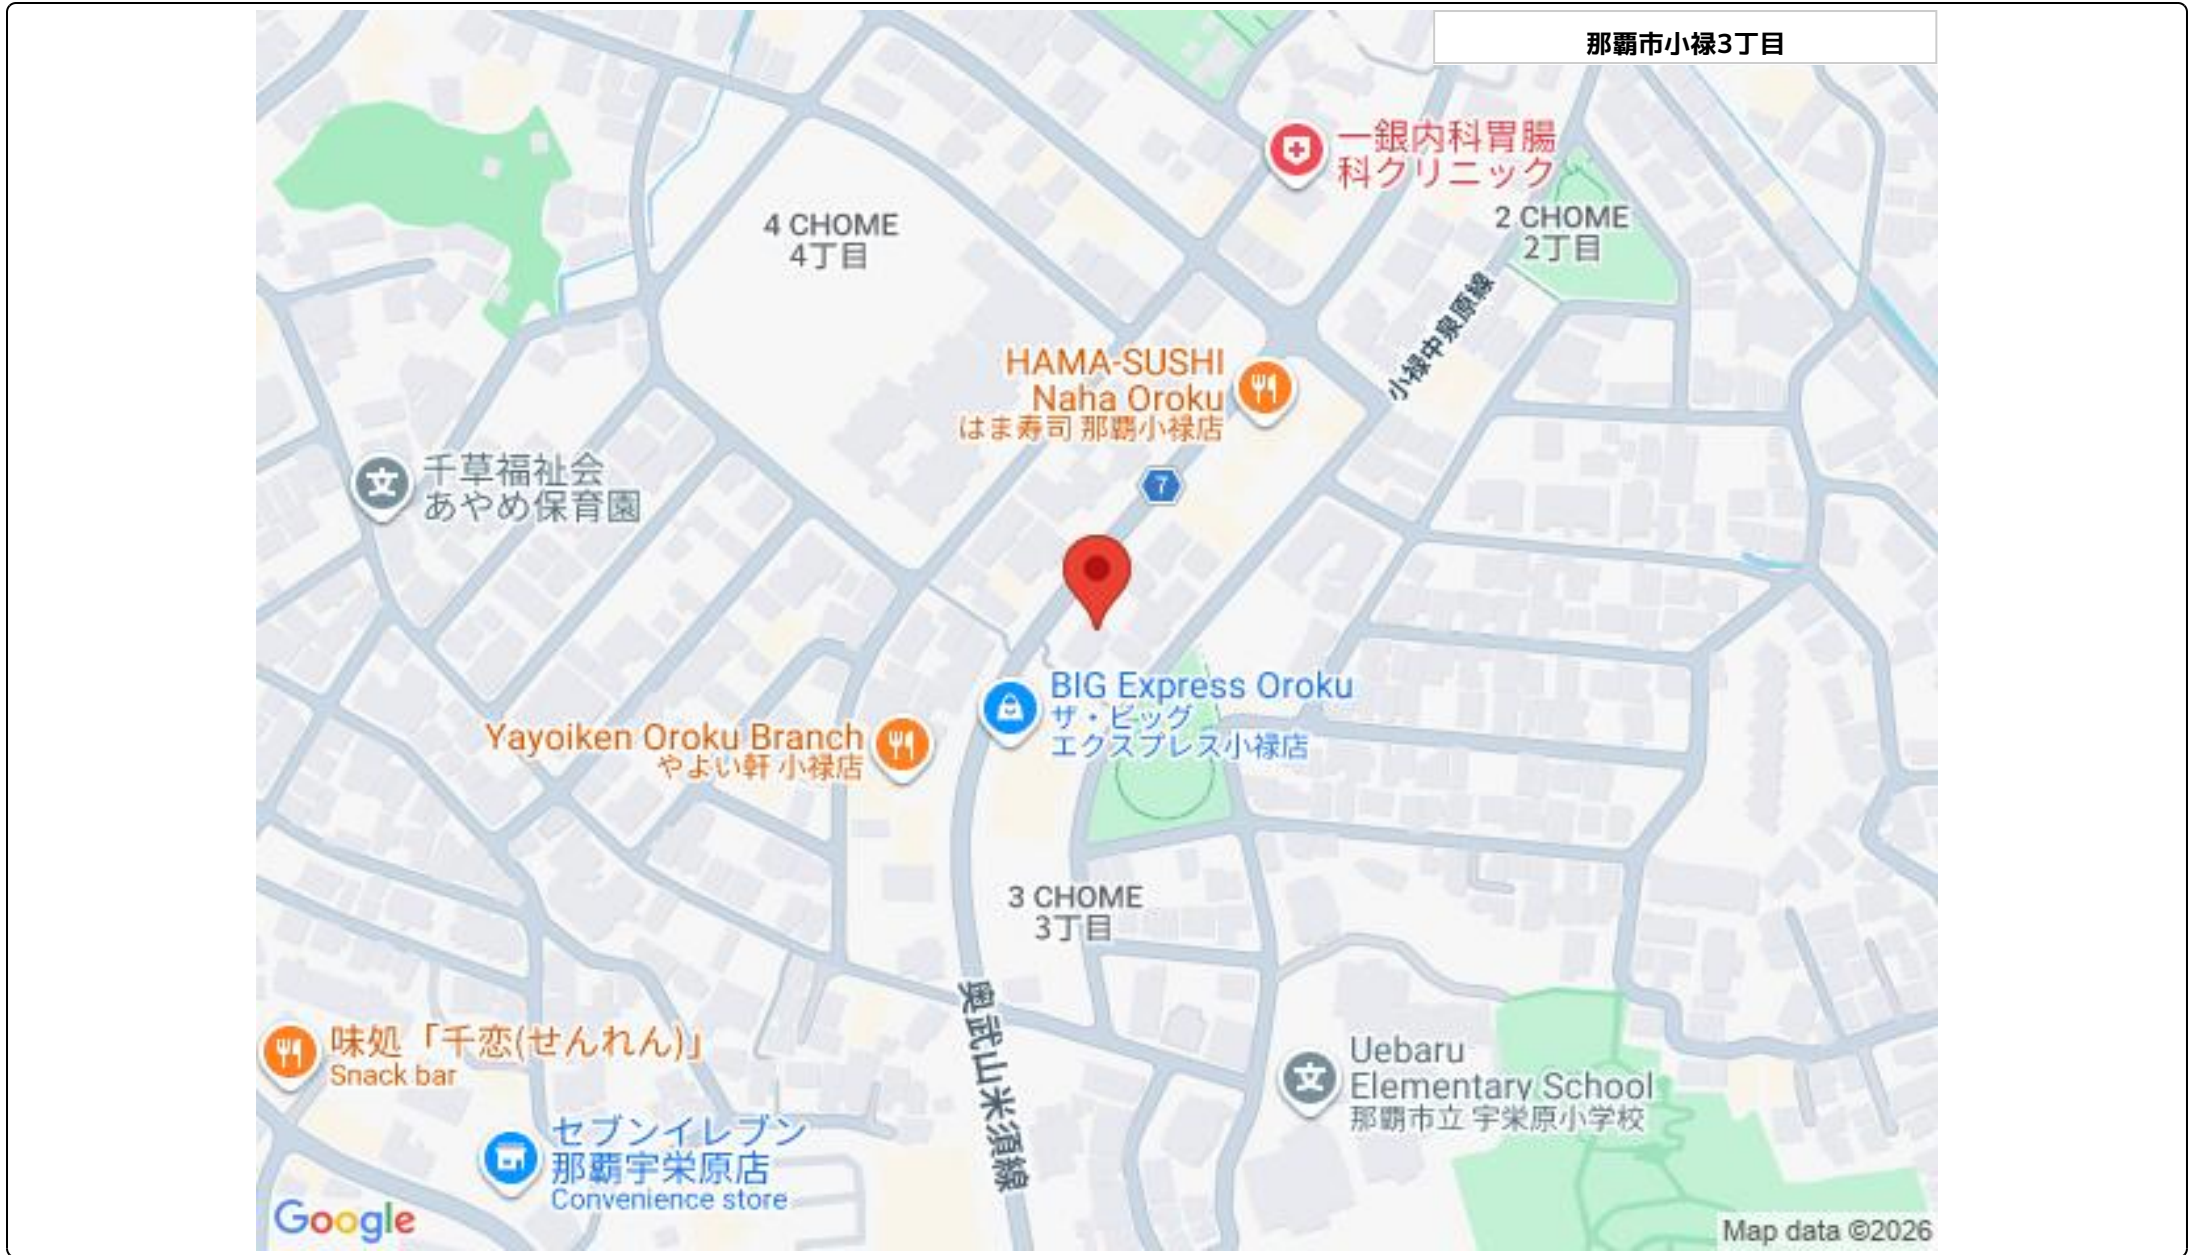 那覇市小禄3丁目
一銀内科胃腸
科クリニック
4 CHOME
4丁目
2 CHOME
2丁目
小禄中泉原線
HAMA-SUSHI
Naha Oroku
はま寿司 那覇小禄店
7
千草福祉会
あやめ保育園
BIG Express Oroku
ザ・ビッグ
エクスプレス小禄店
Yayoiken Oroku Branch
やよい軒 小禄店
3 CHOME
3丁目
奥武山米須線
味処「千恋(せんれん)」
Snack bar
Uebaru
Elementary School
那覇市立 宇栄原小学校
セブンイレブン
那覇宇栄原店
Convenience store
Google
Map data ©2026